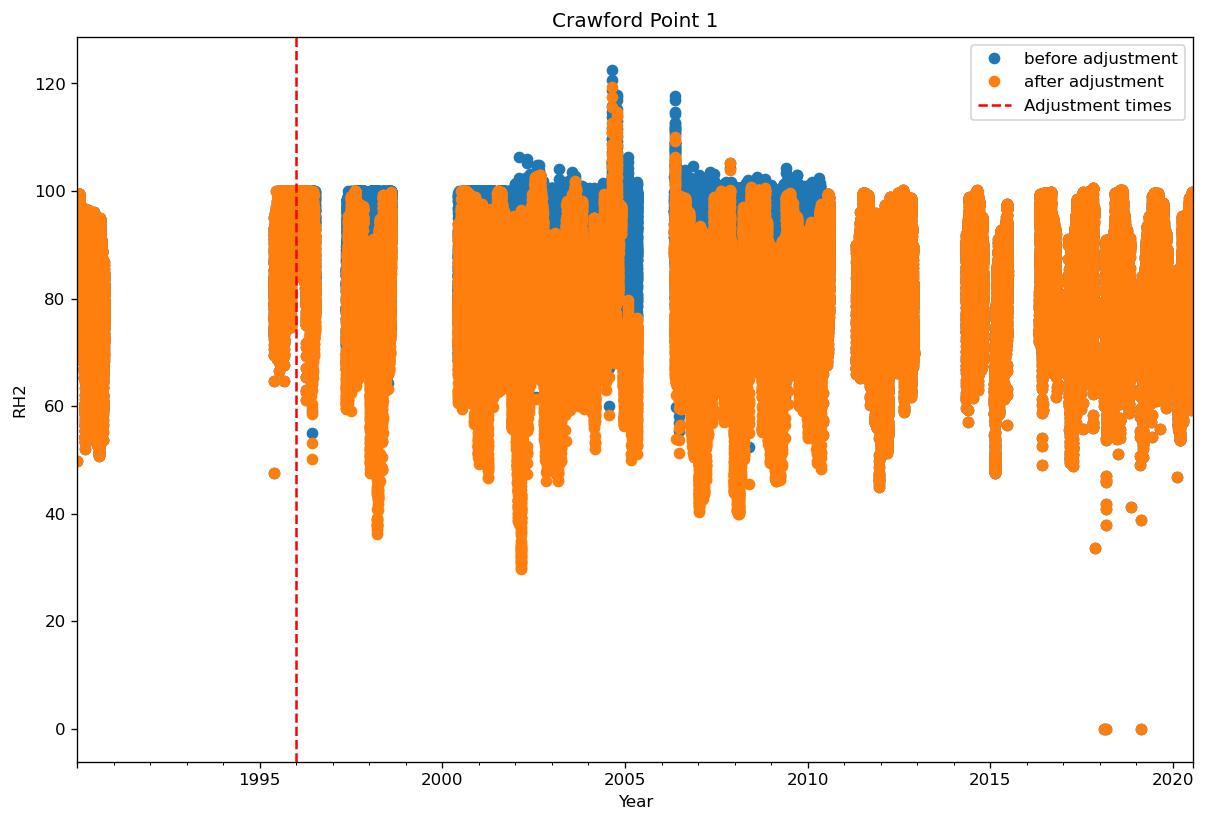 Crawford Point 1
before adjustment
after adjustment
Adjustment times
RH2
120
100
80
60
40
20
0
1995 2000 2005 2010 2015 2020
Year